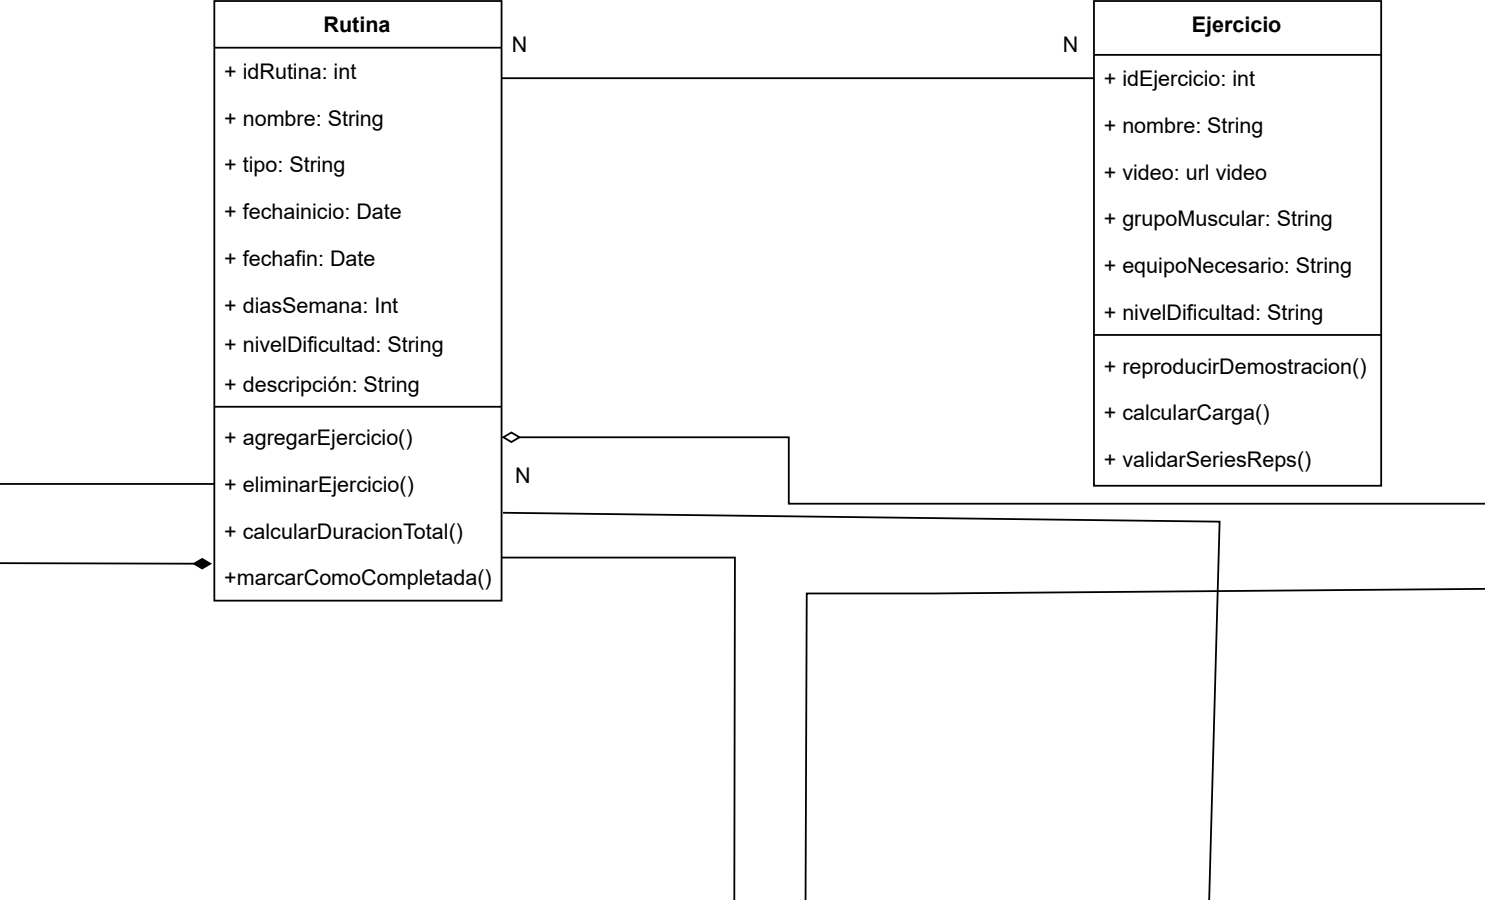 Rutina
+ idRutina: int
+ nombre: String
+ tipo: String
+ fechainicio: Date
+ fechafin: Date
+ diasSemana: Int
+ nivelDificultad: String
+ descripción: String
+ agregarEjercicio()
+ eliminarEjercicio()
+ calcularDuracionTotal()
+marcarComoCompletada()
N
N
N
Ejercicio
+ idEjercicio: int
+ nombre: String
+ video: url video
+ grupoMuscular: String
+ equipoNecesario: String
+ nivelDificultad: String
+ reproducirDemostracion()
+ calcularCarga()
+ validarSeriesReps()